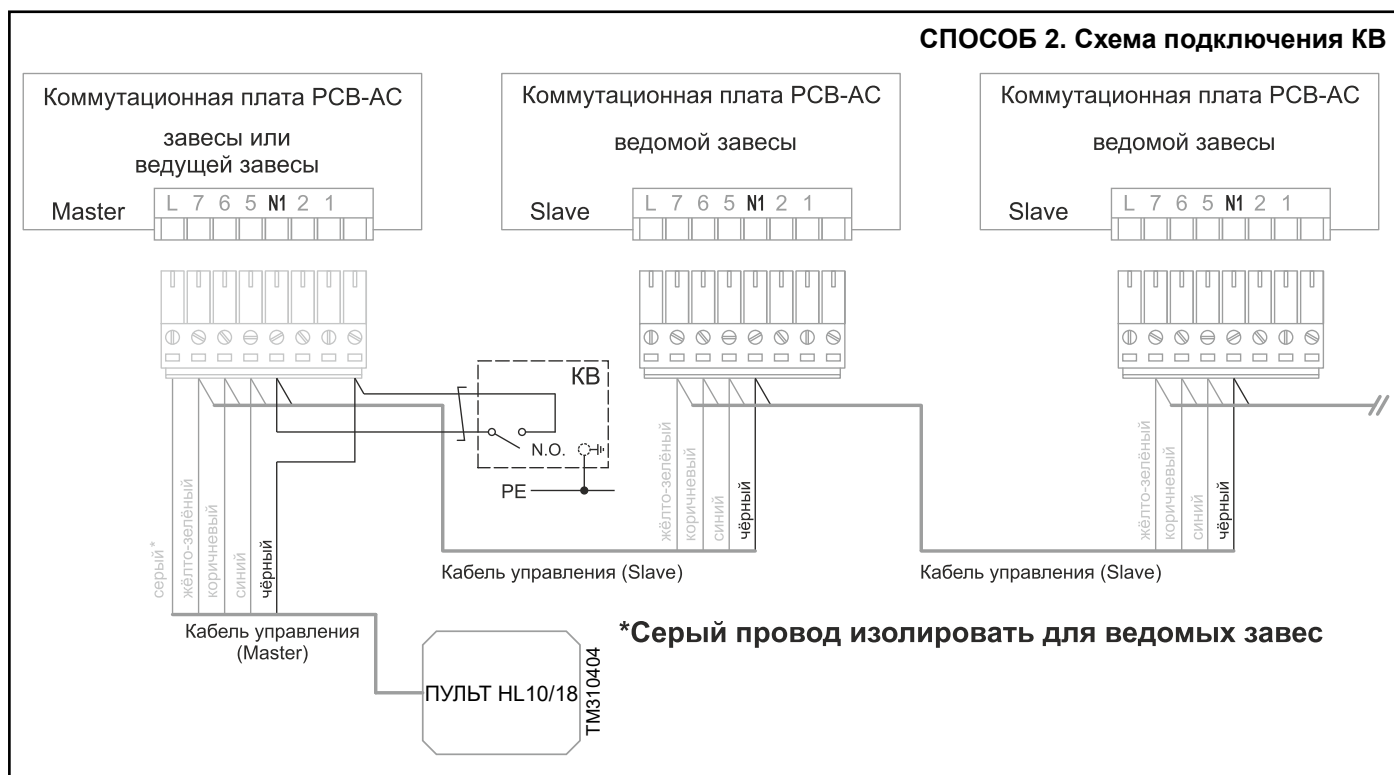 СПОСОБ 2. Схема подключения КВ
Коммутационная плата PCB-AC
завесы или
ведущей завесы
Master
L 7 6 5 N1 2 1
Коммутационная плата PCB-AC
ведомой завесы
Slave
L 7 6 5 N1 2 1
Коммутационная плата PCB-AC
ведомой завесы
Slave
L 7 6 5 N1 2 1
КВ
N.O.
PE
серый*
жёлто-зелёный
коричневый
синий
чёрный
жёлто-зелёный
коричневый
синий
чёрный
жёлто-зелёный
коричневый
синий
чёрный
Кабель управления (Slave)
Кабель управления (Slave)
Кабель управления
(Master)
*Серый провод изолировать для ведомых завес
ПУЛЬТ HL10/18
TM310404